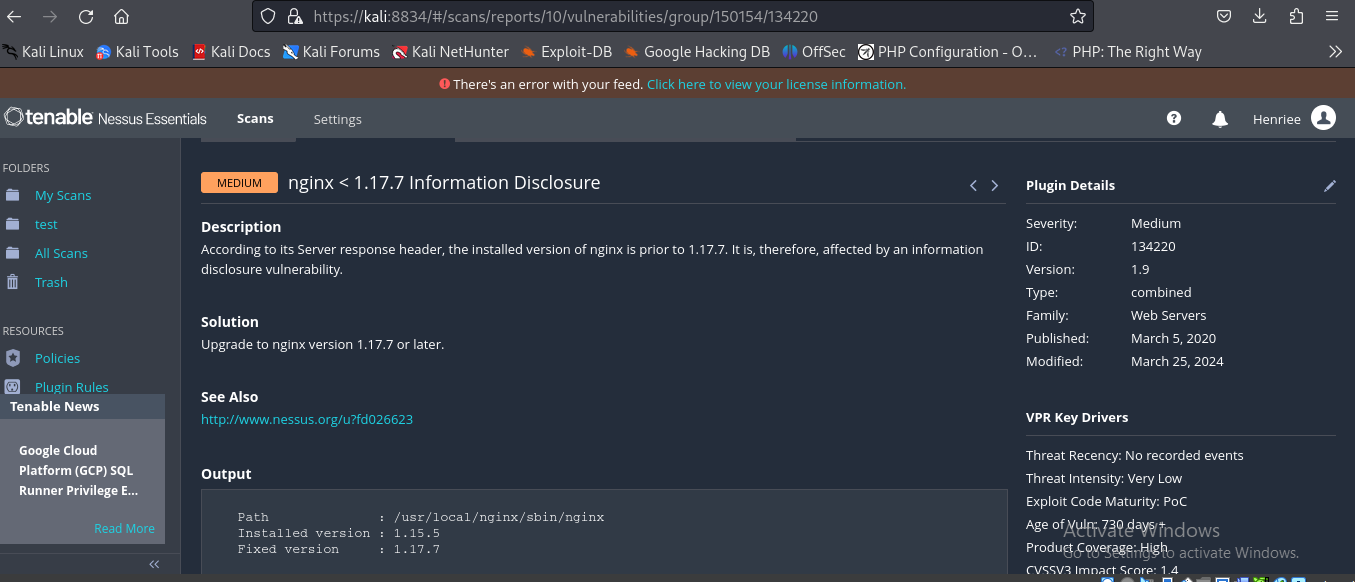 https://kali:8834/#/scans/reports/10/vulnerabilities/group/150154/134220
Kali Linux Kali Tools Kali Docs Kali Forums Kali NetHunter Exploit-DB Google Hacking DB OffSec PHP Configuration - O… PHP: The Right Way
There's an error with your feed. Click here to view your license information.
tenable Nessus Essentials Scans Settings Henriee
FOLDERS
My Scans
test
All Scans
Trash
RESOURCES
Policies
Plugin Rules
Tenable News
Google Cloud
Platform (GCP) SQL
Runner Privilege E...
Read More
MEDIUM nginx < 1.17.7 Information Disclosure
Description
According to its Server response header, the installed version of nginx is prior to 1.17.7. It is, therefore, affected by an information
disclosure vulnerability.
Solution
Upgrade to nginx version 1.17.7 or later.
See Also
http://www.nessus.org/u?fd026623
Output
Path : /usr/local/nginx/sbin/nginx
Installed version : 1.15.5
Fixed version : 1.17.7
Plugin Details
Severity: Medium
ID: 134220
Version: 1.9
Type: combined
Family: Web Servers
Published: March 5, 2020
Modified: March 25, 2024
VPR Key Drivers
Threat Recency: No recorded events
Threat Intensity: Very Low
Exploit Code Maturity: PoC
Age of Vuln: 730 days +
Product Coverage: High
CVSSV3 Impact Score: 1.4
Activate Windows
Go to Settings to activate Windows.